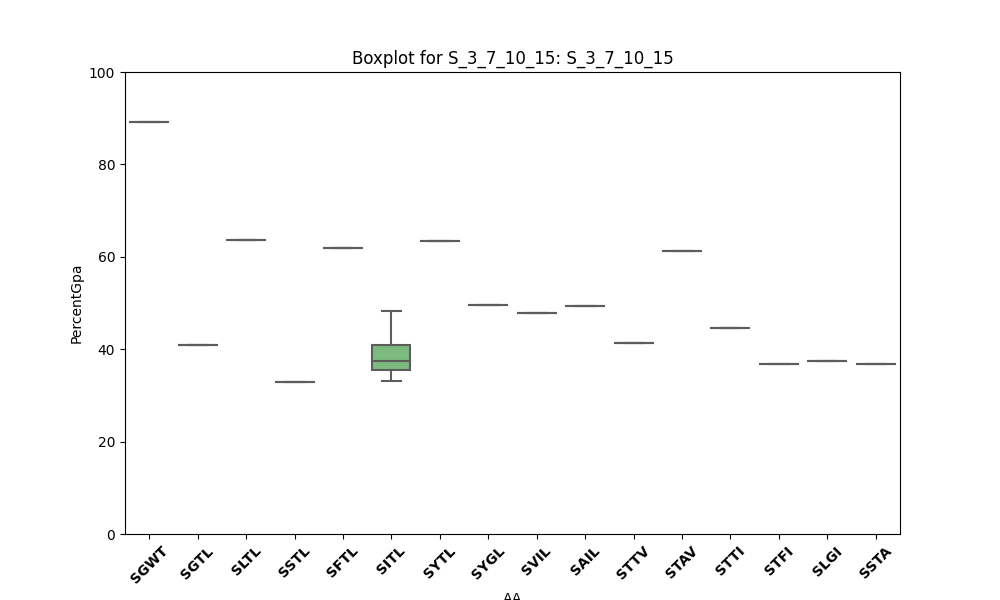 Boxplot for S_3_7_10_15: S_3_7_10_15
100
80
60
40
20
0
PercentGpa
SGWT SGTL SLTL SSTL SFTL SITL SYTL SYGL SVIL SAIL STTV STAV STTI STFI SLGI SSTA
AA